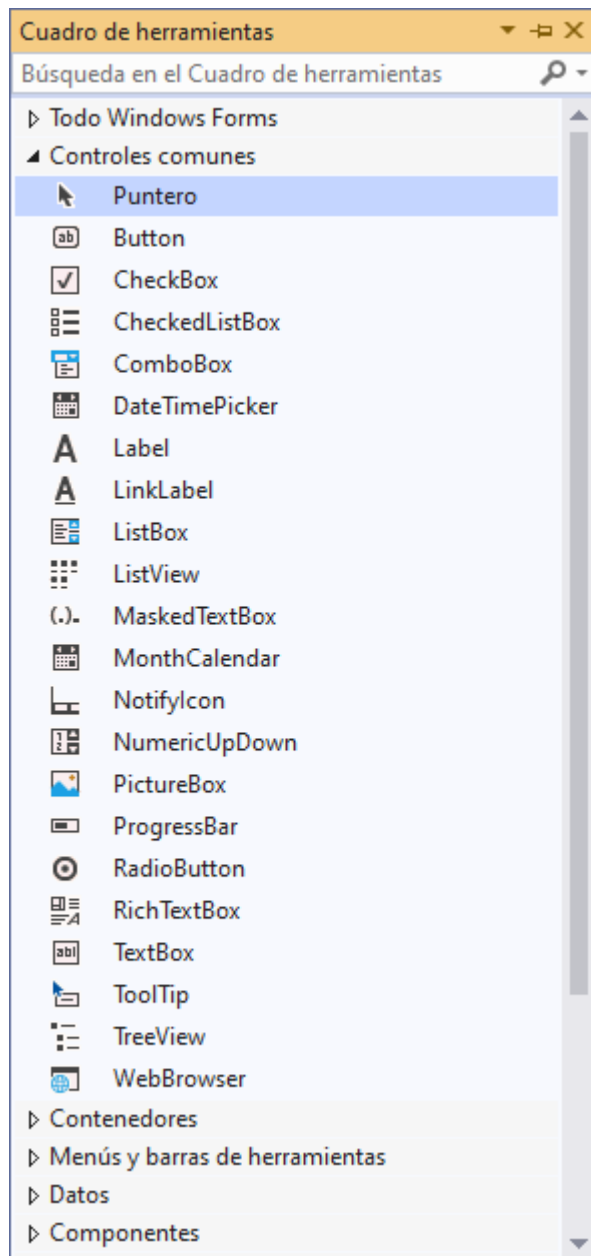 Cuadro de herramientas
Búsqueda en el Cuadro de herramientas
Todo Windows Forms
Controles comunes
Puntero
Button
CheckBox
CheckedListBox
ComboBox
DateTimePicker
Label
LinkLabel
ListBox
ListView
MaskedTextBox
MonthCalendar
NotifyIcon
NumericUpDown
PictureBox
ProgressBar
RadioButton
RichTextBox
TextBox
ToolTip
TreeView
WebBrowser
Contenedores
Menús y barras de herramientas
Datos
Componentes